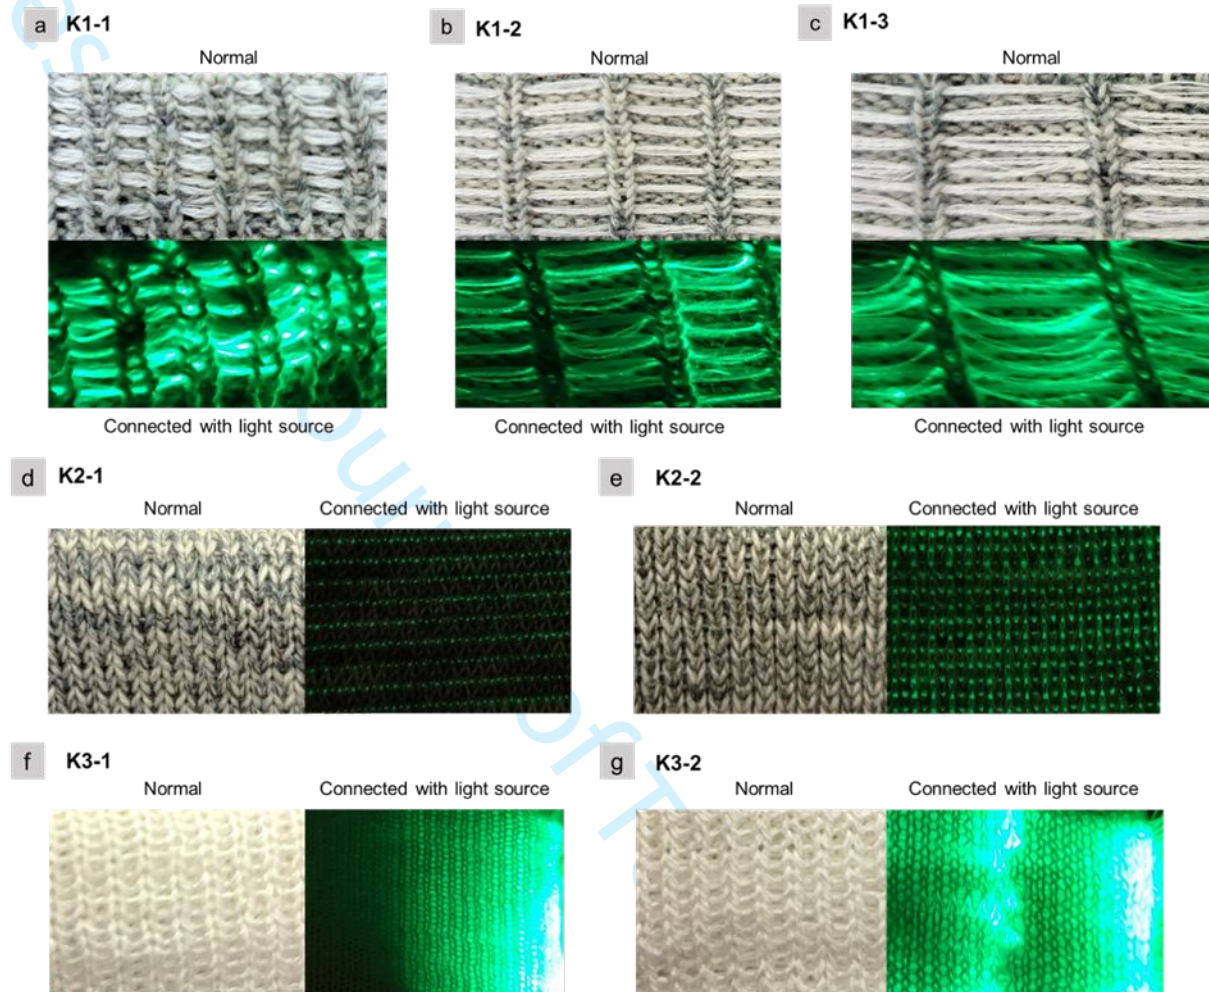 a K1-1
b K1-2
c K1-3
Normal
Normal
Normal
Connected with light source
Connected with light source
Connected with light source
d K2-1
e K2-2
Normal
Connected with light source
Normal
Connected with light source
f K3-1
g K3-2
Normal
Connected with light source
Normal
Connected with light source